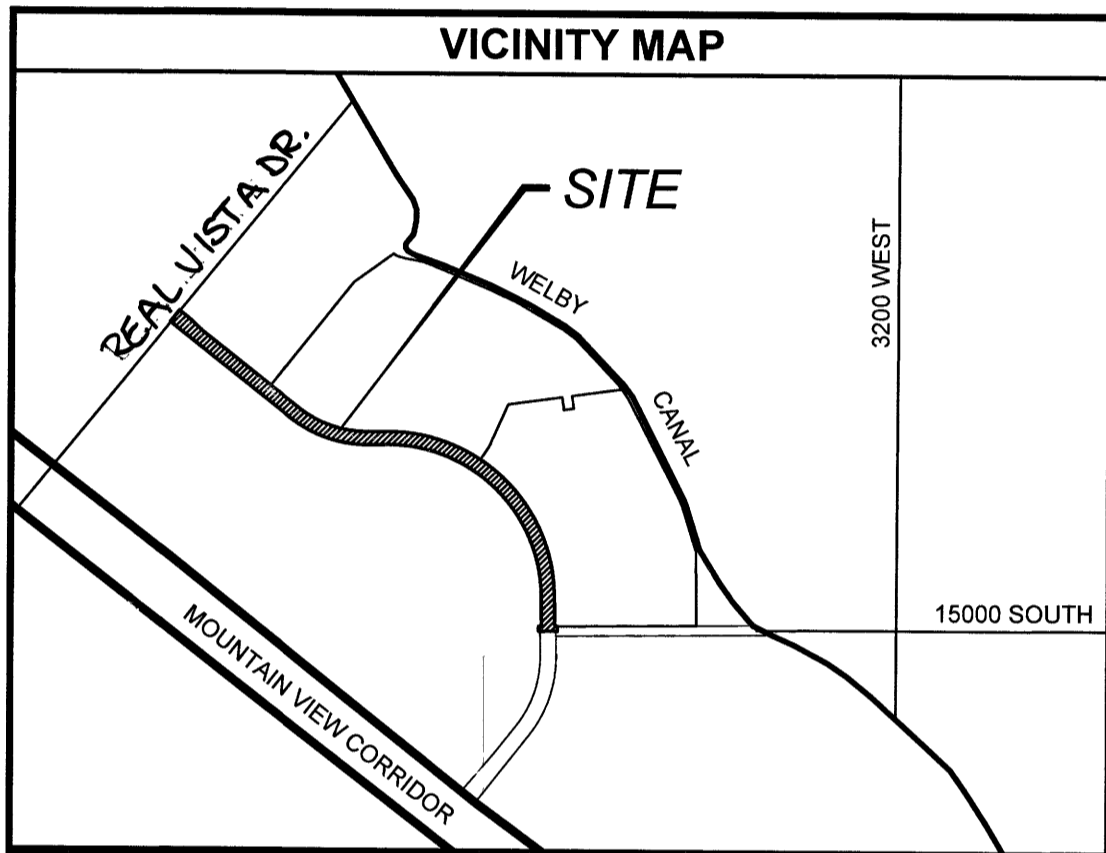 VICINITY MAP
REAL VISTA DR.
SITE
WELBY
CANAL
3200 WEST
15000 SOUTH
MOUNTAIN VIEW CORRIDOR